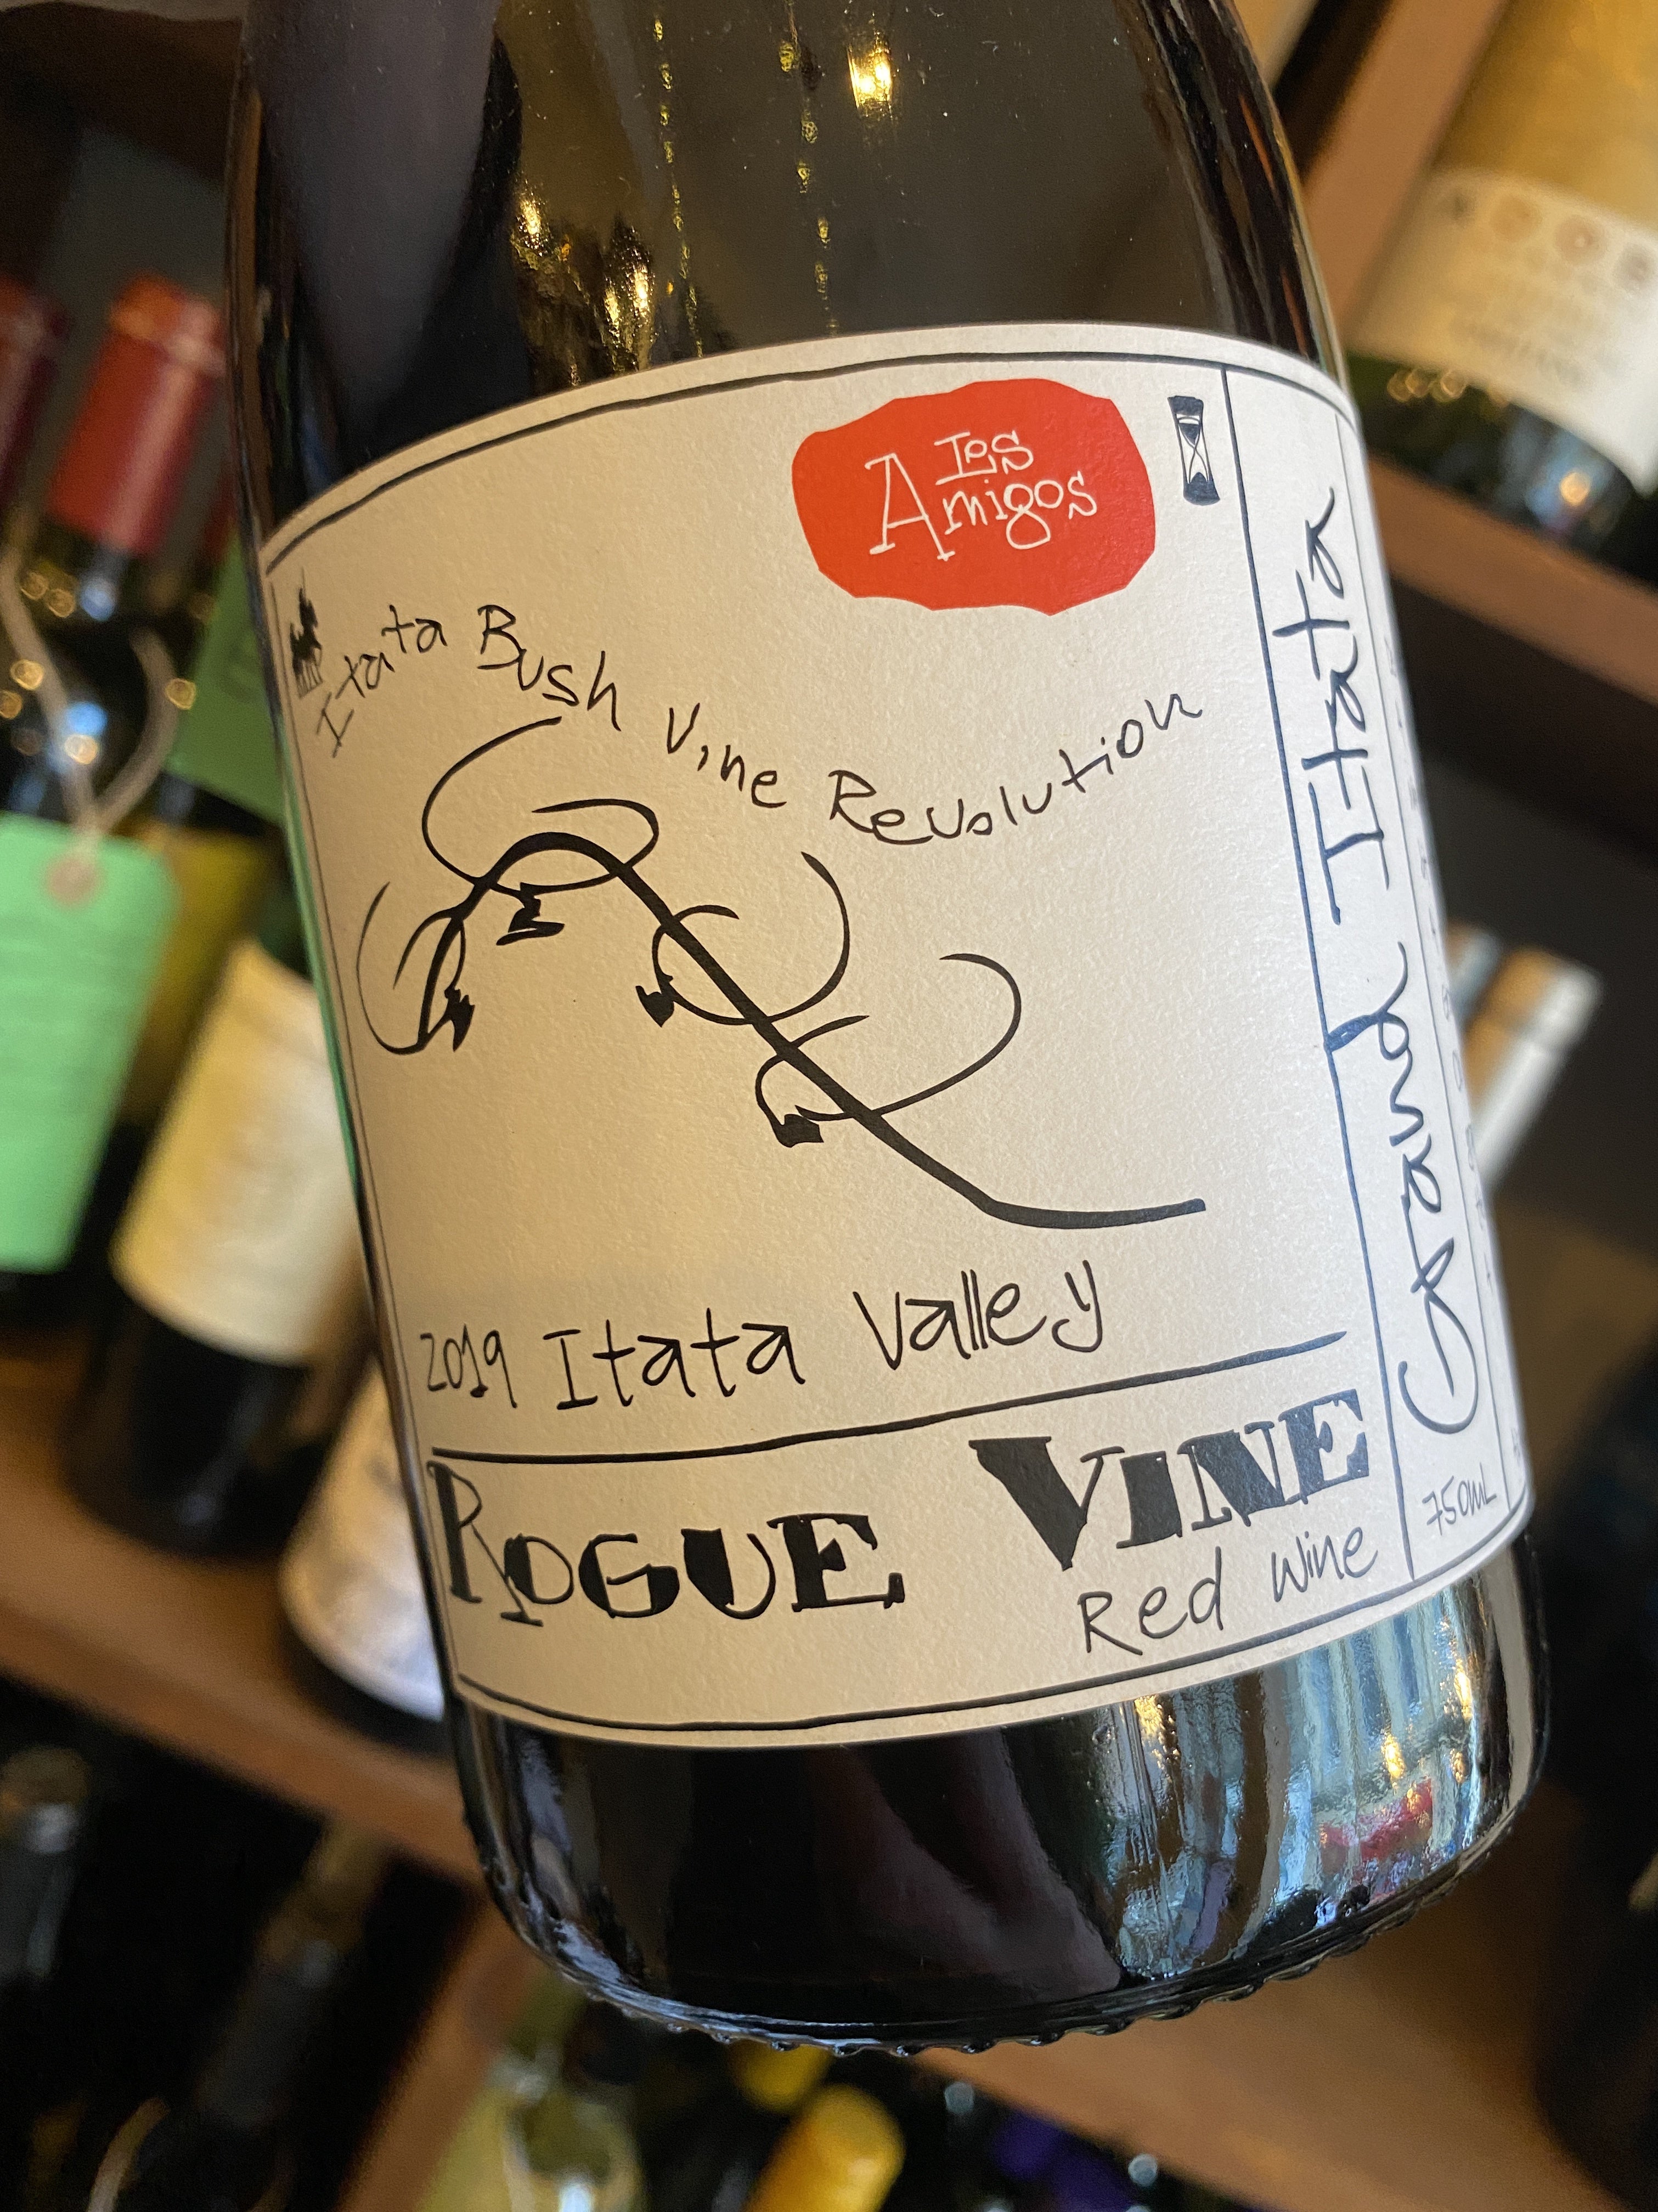 Los
Amigos
Itata Bush Vine Revolution
2019 Itata Valley
ROGUE VINE
Red Wine
Grand Itata
750mL